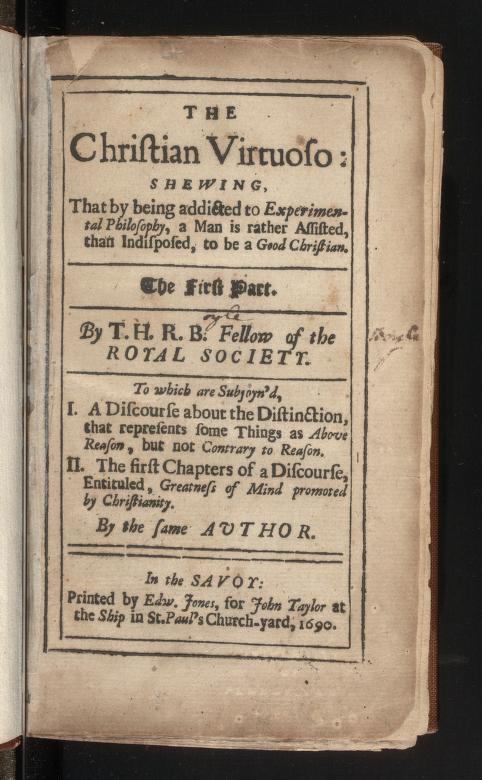 THE
Chriſtian Virtuoſo:
SHEWING,
That by being addicted to Experimen-
tal Philoſophy, a Man is rather Aſſiſted,
than Indiſpoſed, to be a Good Chriſtian.
The Firſt Part.
oyle
By T. H. R. B. Fellow of the
ROYAL SOCIETY.
To which are Subjoyn'd,
I. A Diſcourſe about the Diſtinction,
that repreſents ſome Things as Above
Reaſon, but not Contrary to Reaſon.
II. The firſt Chapters of a Diſcourſe,
Entituled, Greatneſs of Mind promoted
by Chriſtianity.
By the ſame AUTHOR.
In the SAVOY:
Printed by Edw. Jones, for John Taylor at
the Ship in St. Paul's Church-yard, 1690.